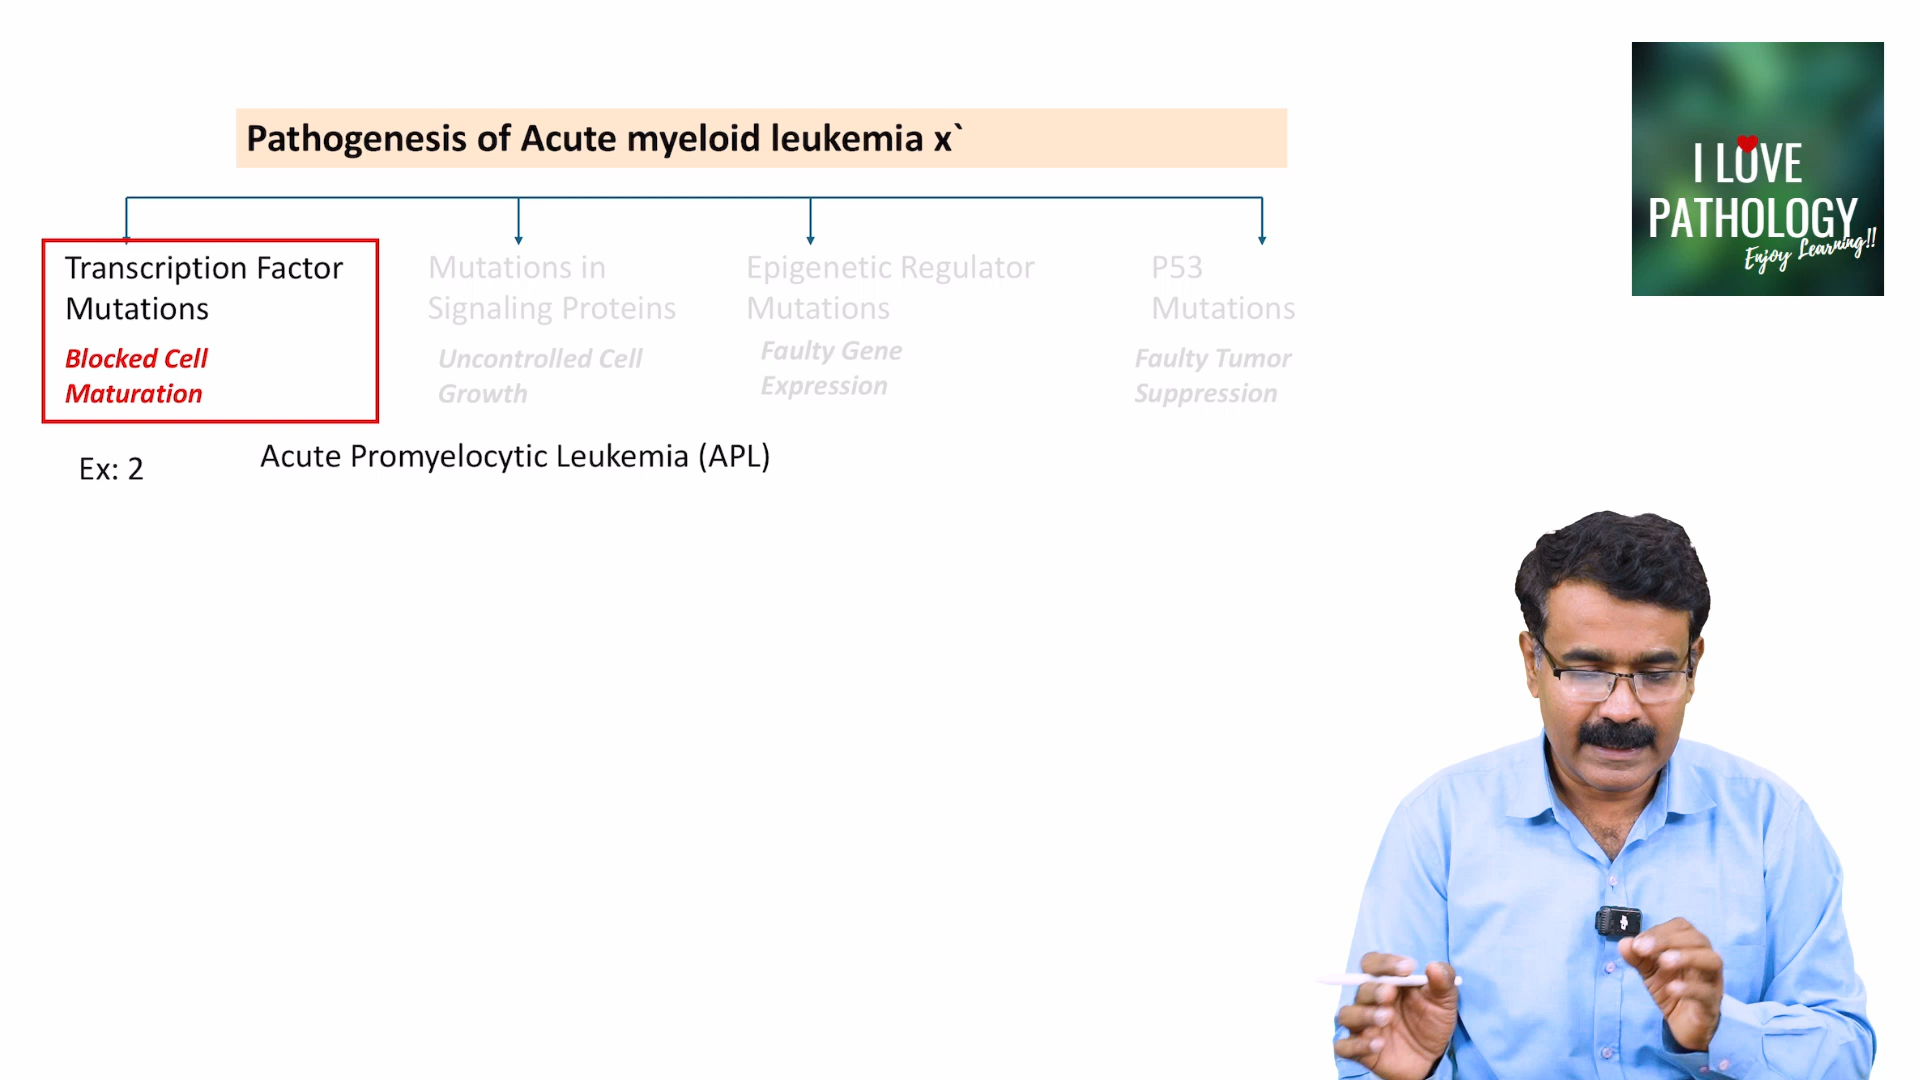 Pathogenesis of Acute myeloid leukemia x`
I LOVE
PATHOLOGY
Enjoy Learning!!
Transcription Factor
Mutations
Blocked Cell
Maturation
Mutations in
Signaling Proteins
Uncontrolled Cell
Growth
Epigenetic Regulator
Mutations
Faulty Gene
Expression
P53
Mutations
Faulty Tumor
Suppression
Ex: 2
Acute Promyelocytic Leukemia (APL)